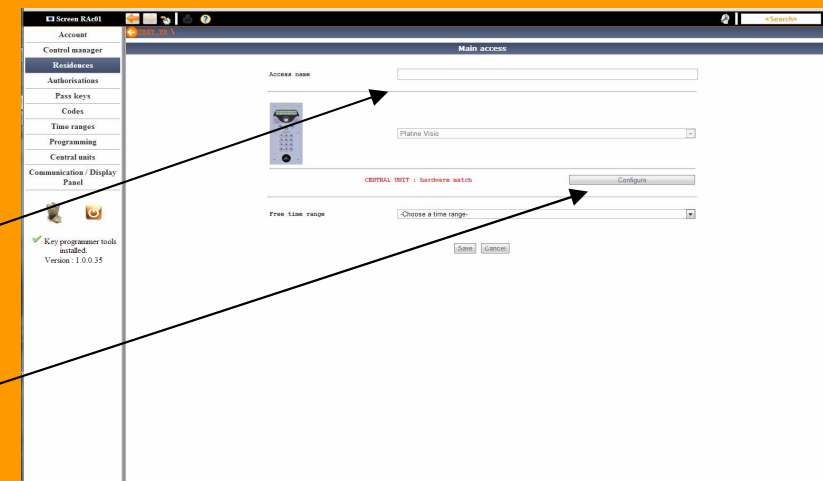 Screen RAc01
<Search>
Account
Control manager
Residences
Authorisations
Pass keys
Codes
Time ranges
Programming
Central units
Communication / Display
Panel
Key programmer tools
installed.
Version : 1.0.0.35
TEST_TR \
Main access
Access name
Platine Visio
CENTRAL UNIT : hardware match
Configure
Free time range
-Choose a time range-
Save
Cancel